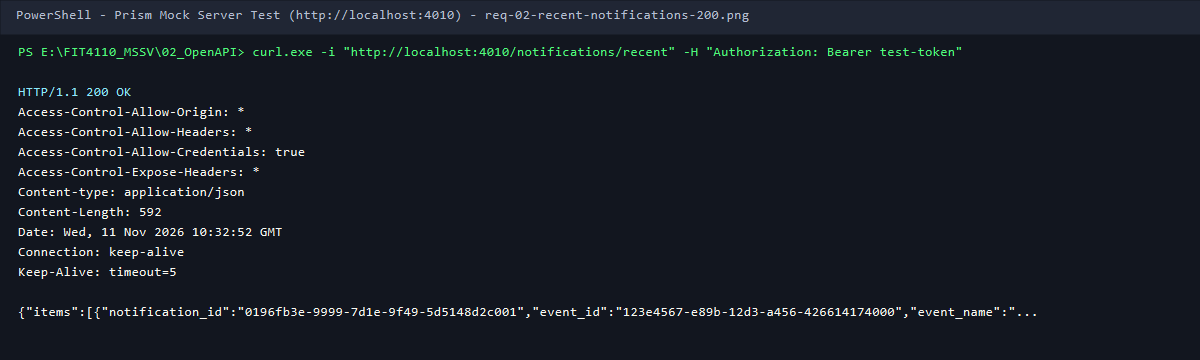 PowerShell - Prism Mock Server Test (http://localhost:4010) - req-02-recent-notifications-200.png
PS E:\FIT4110_MSSV\02_OpenAPI> curl.exe -i "http://localhost:4010/notifications/recent" -H "Authorization: Bearer test-token"
HTTP/1.1 200 OK
Access-Control-Allow-Origin: *
Access-Control-Allow-Headers: *
Access-Control-Allow-Credentials: true
Access-Control-Expose-Headers: *
Content-type: application/json
Content-Length: 592
Date: Wed, 11 Nov 2026 10:32:52 GMT
Connection: keep-alive
Keep-Alive: timeout=5
{"items":[{"notification_id":"0196fb3e-9999-7d1e-9f49-5d5148d2c001","event_id":"123e4567-e89b-12d3-a456-426614174000","event_name":"...